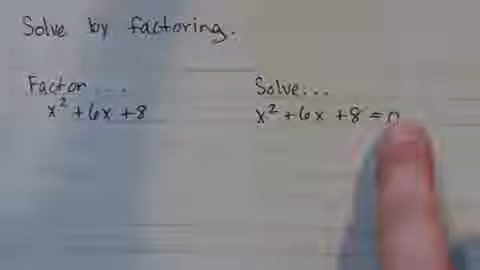 Solve by factoring.
Factor...
x² + 6x + 8
Solve...
x² + 6x + 8 = 0